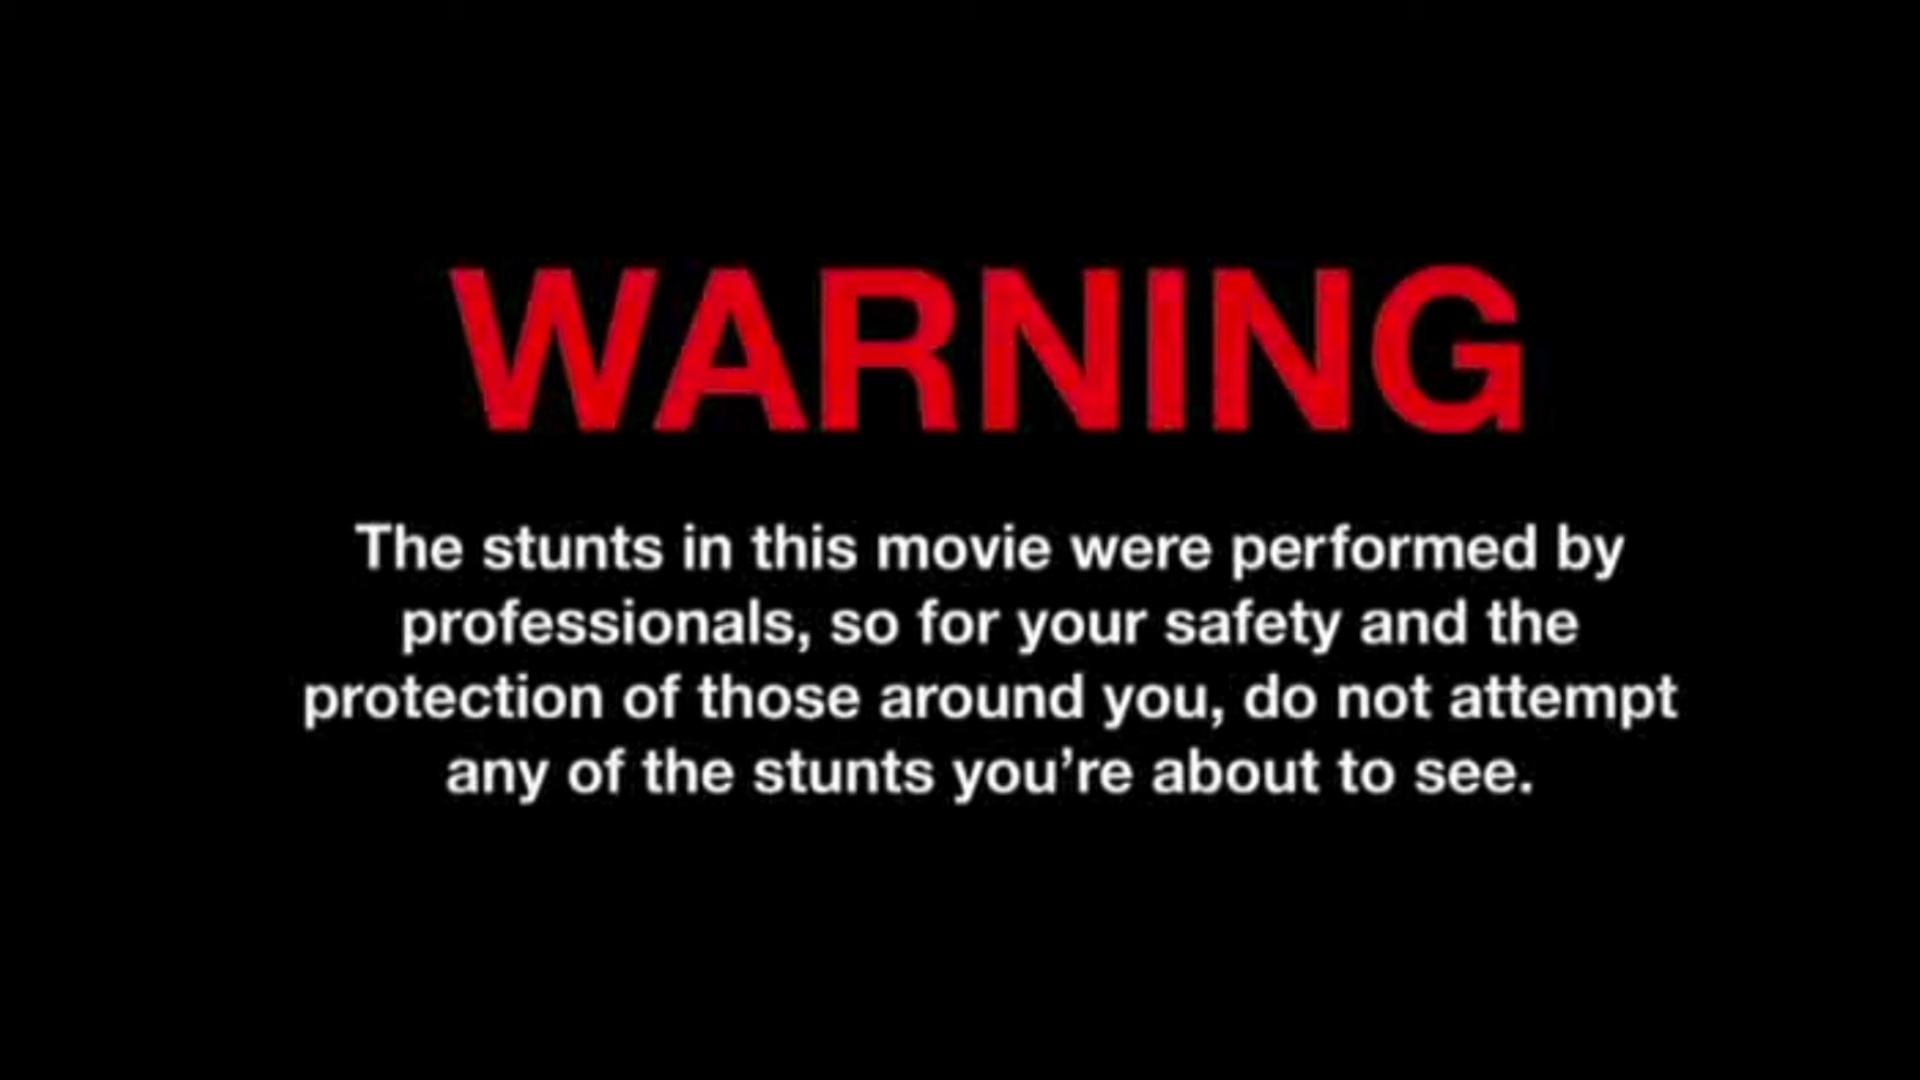 WARNING
The stunts in this movie were performed by
professionals, so for your safety and the
protection of those around you, do not attempt
any of the stunts you’re about to see.